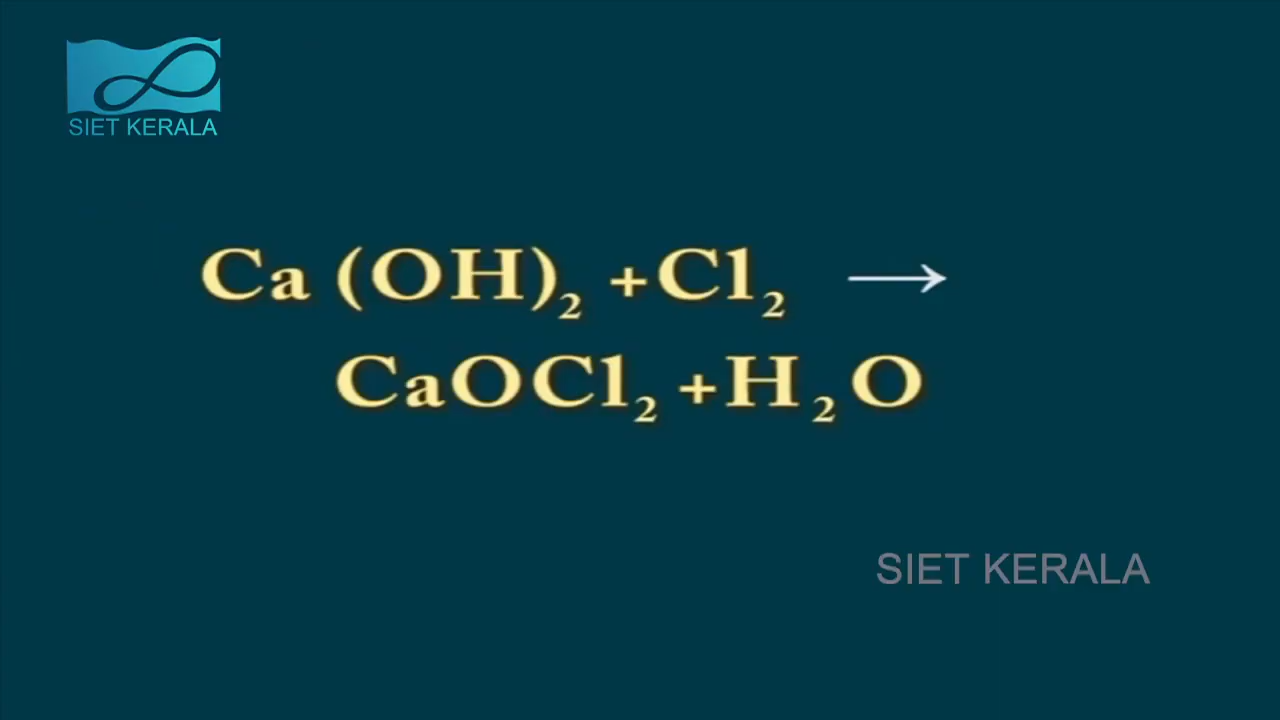 SIET KERALA
Ca (OH)₂ +Cl₂ →
CaOCl₂ +H₂O
SIET KERALA